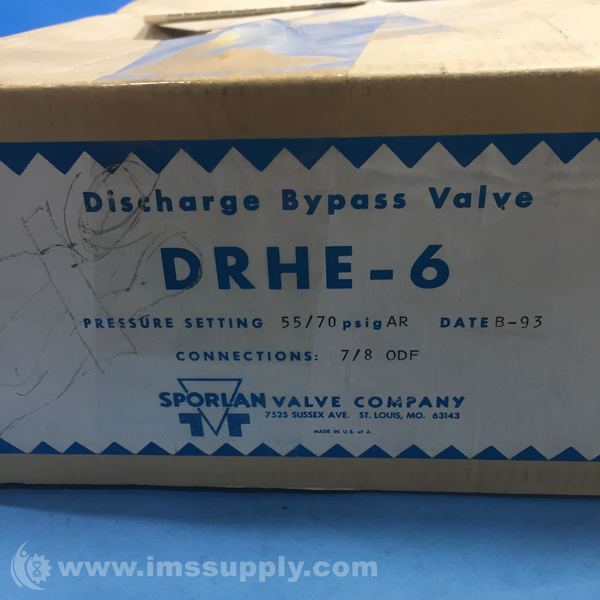 Discharge Bypass Valve
DRHE-6
PRESSURE SETTING 55/70 psig AR DATE B-93
CONNECTIONS: 7/8 ODF
SPORLAN VALVE COMPANY
7525 SUSSEX AVE. ST. LOUIS, MO. 63143
MADE IN U.S. of A.
www.imssupply.com